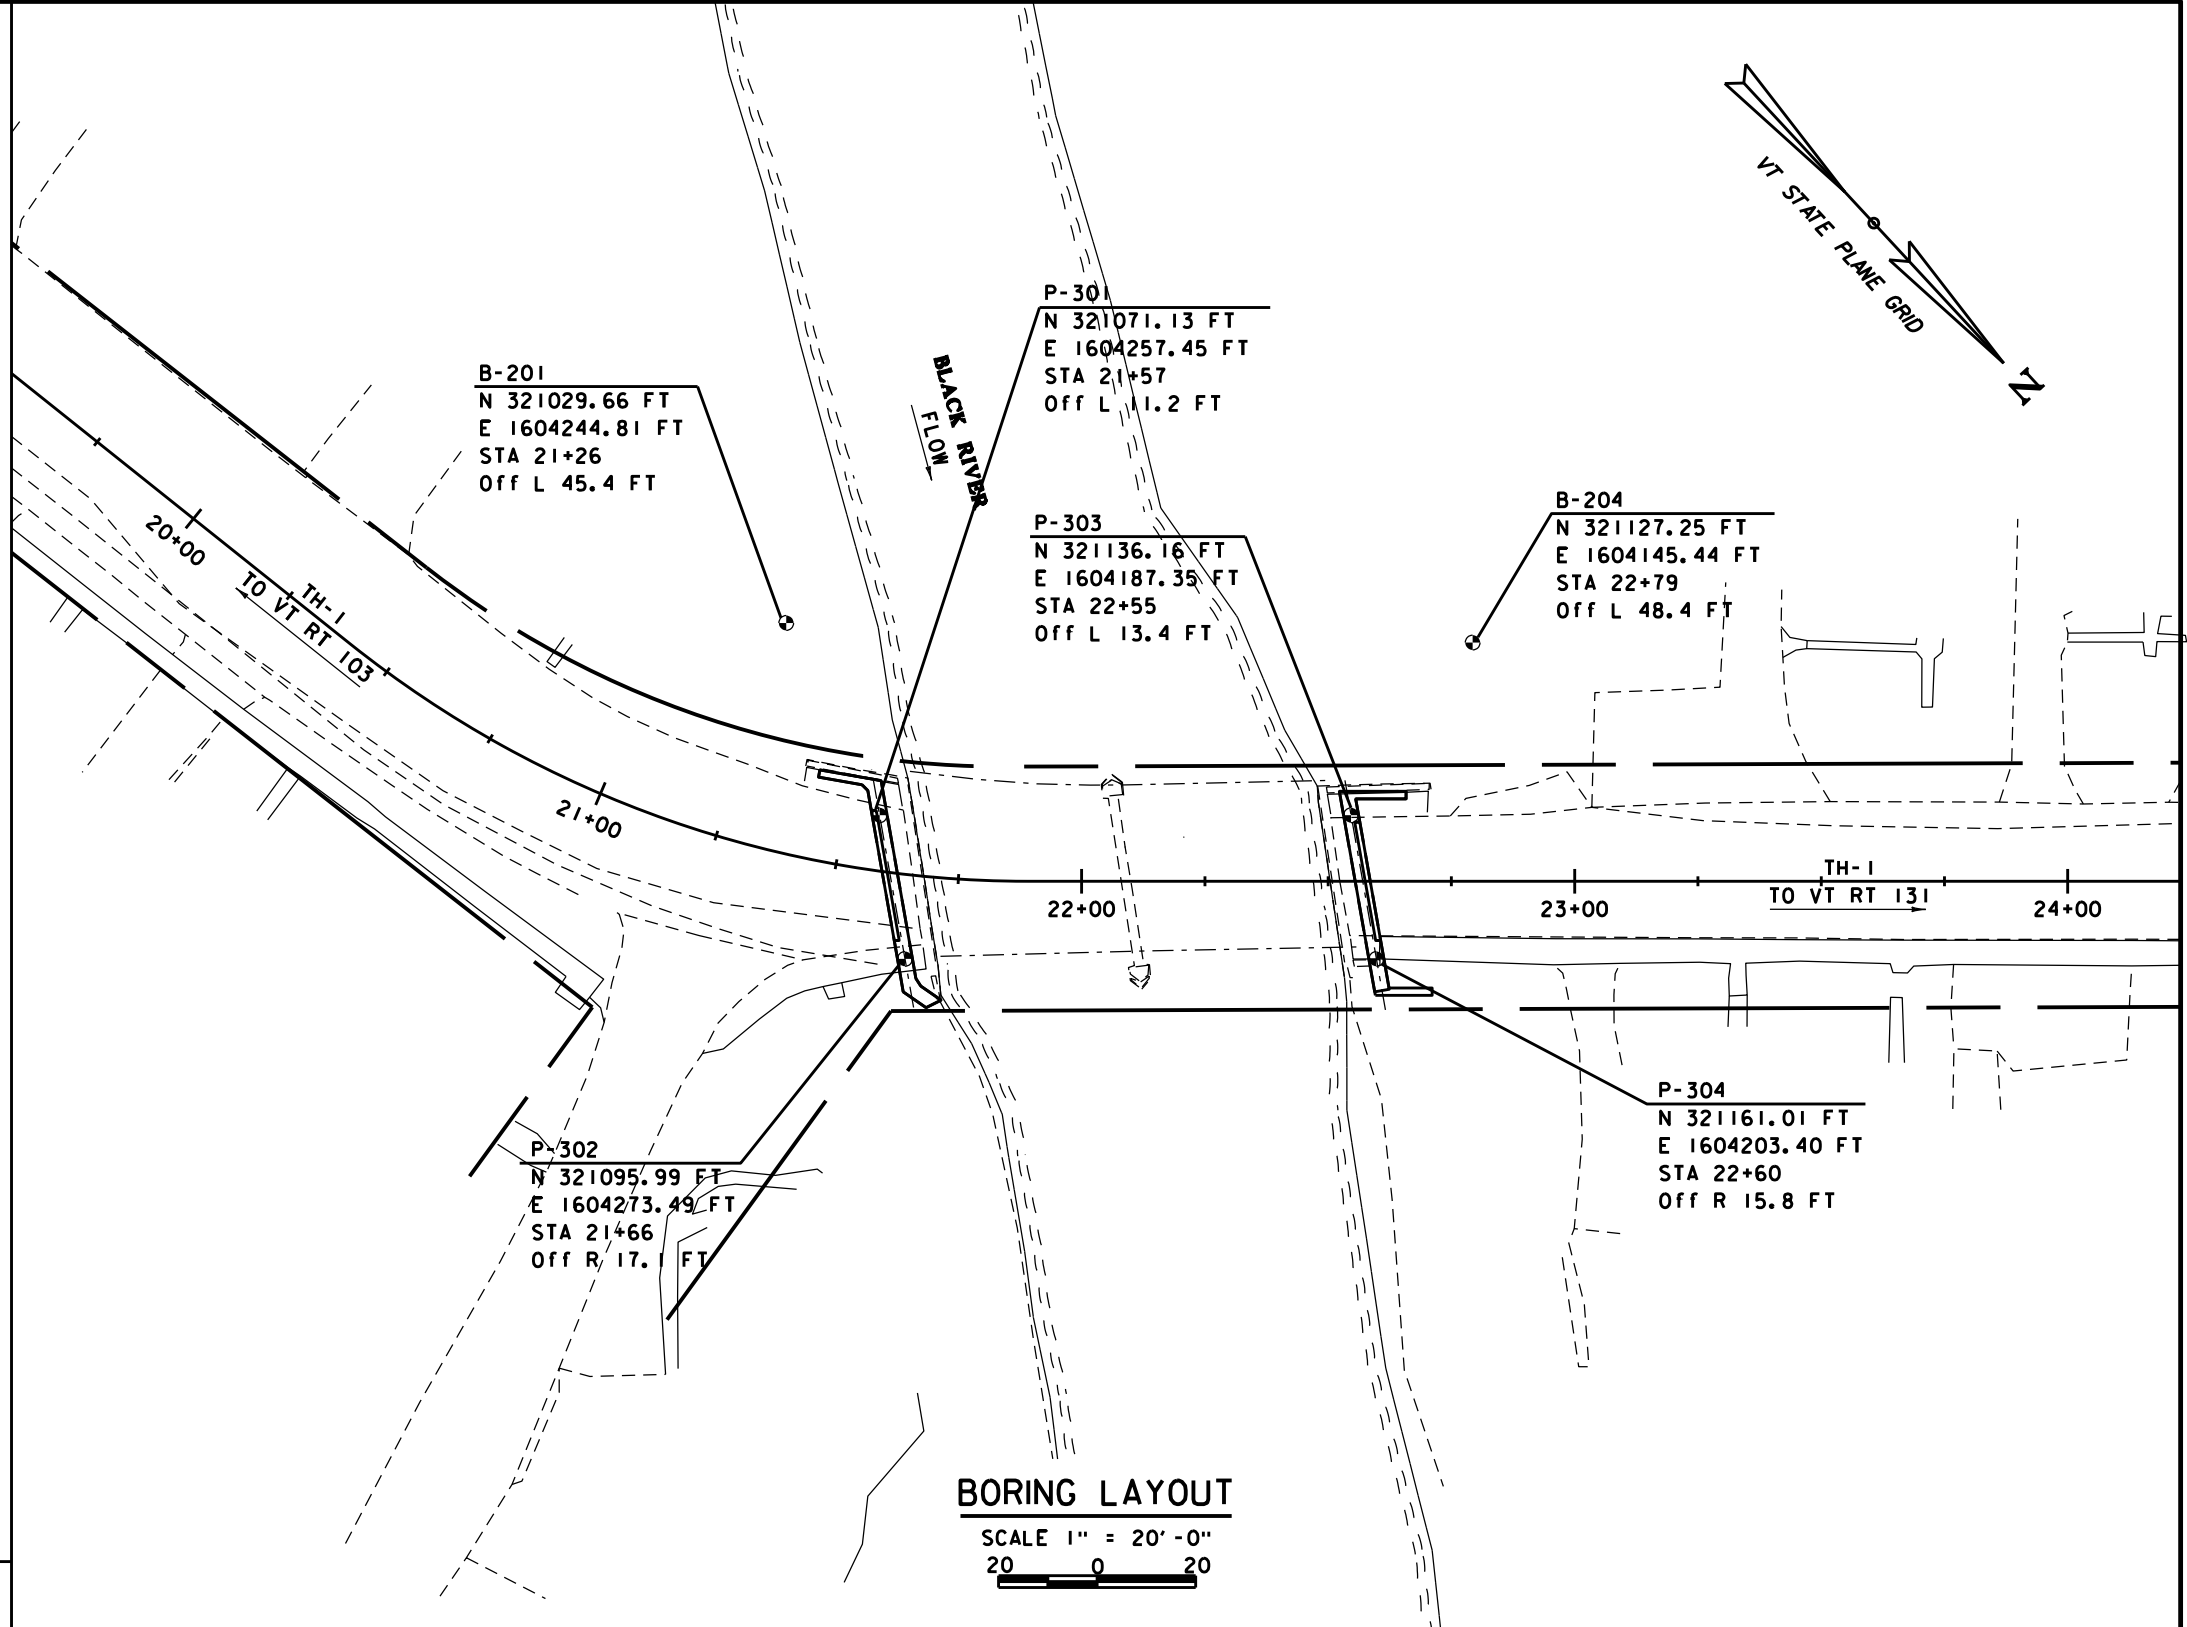 VT STATE PLANE GRID
N
P-301
N 321071.13 FT
E 1604257.45 FT
STA 21+57
Off L 11.2 FT
B-201
N 321029.66 FT
E 1604244.81 FT
STA 21+26
Off L 45.4 FT
BLACK RIVER
FLOW
P-303
N 321136.16 FT
E 1604187.35 FT
STA 22+55
Off L 13.4 FT
B-204
N 321127.25 FT
E 1604145.44 FT
STA 22+79
Off L 48.4 FT
20+00
TH-1
TO VT RT 103
21+00
22+00
23+00
TH-1
TO VT RT 131
24+00
P-304
N 321161.01 FT
E 1604203.40 FT
STA 22+60
Off R 15.8 FT
P-302
N 321095.99 FT
E 1604273.49 FT
STA 21+66
Off R 17.1 FT
BORING LAYOUT
SCALE 1" = 20'-0"
20 0 20